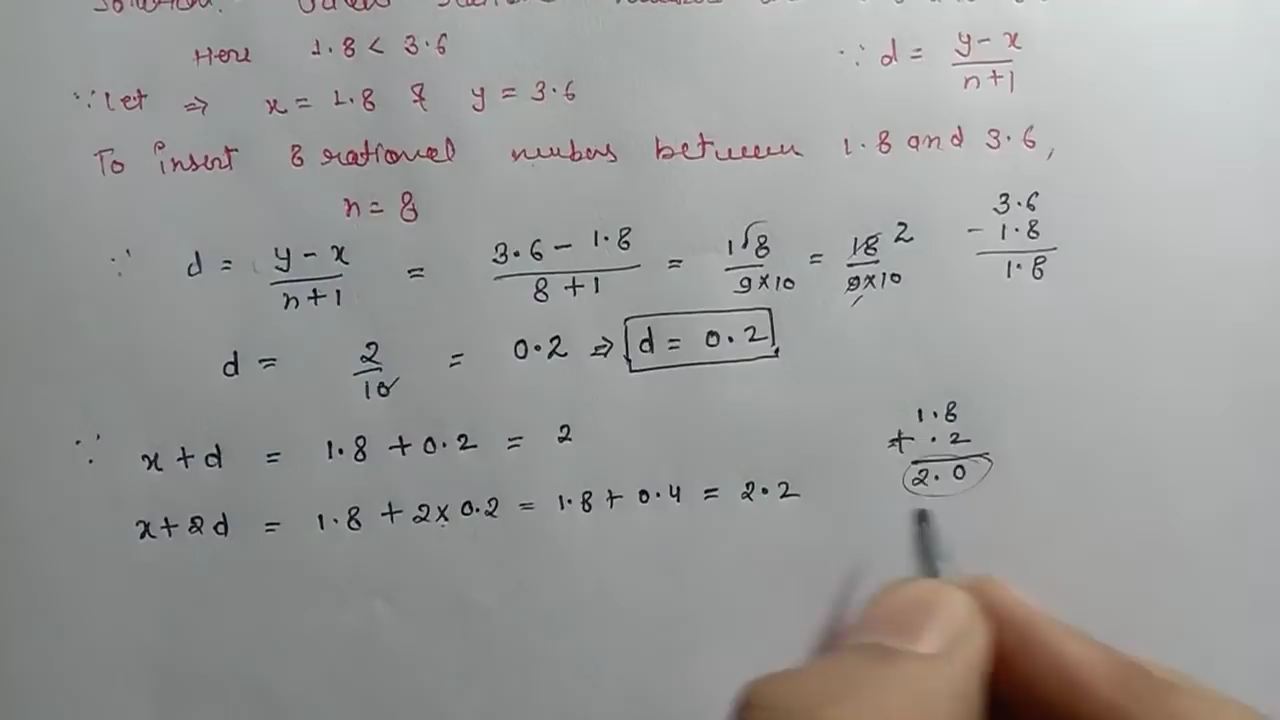 Here 1.8 < 3.6
∵ d = y-x / n+1
∵ Let ⇒ x = 1.8 & y = 3.6
To insert 8 rational numbers between 1.8 and 3.6,
n = 8
∵ d = y-x / n+1 = 3.6 - 1.8 / 8+1 = 18 / 9×10 = 18 2 / 9×10
3.6
- 1.8
1.8
d = 2 / 10 = 0.2 ⇒ d = 0.2
∵ x+d = 1.8 + 0.2 = 2
1.8
+ .2
2.0
x+2d = 1.8 + 2×0.2 = 1.8 + 0.4 = 2.2